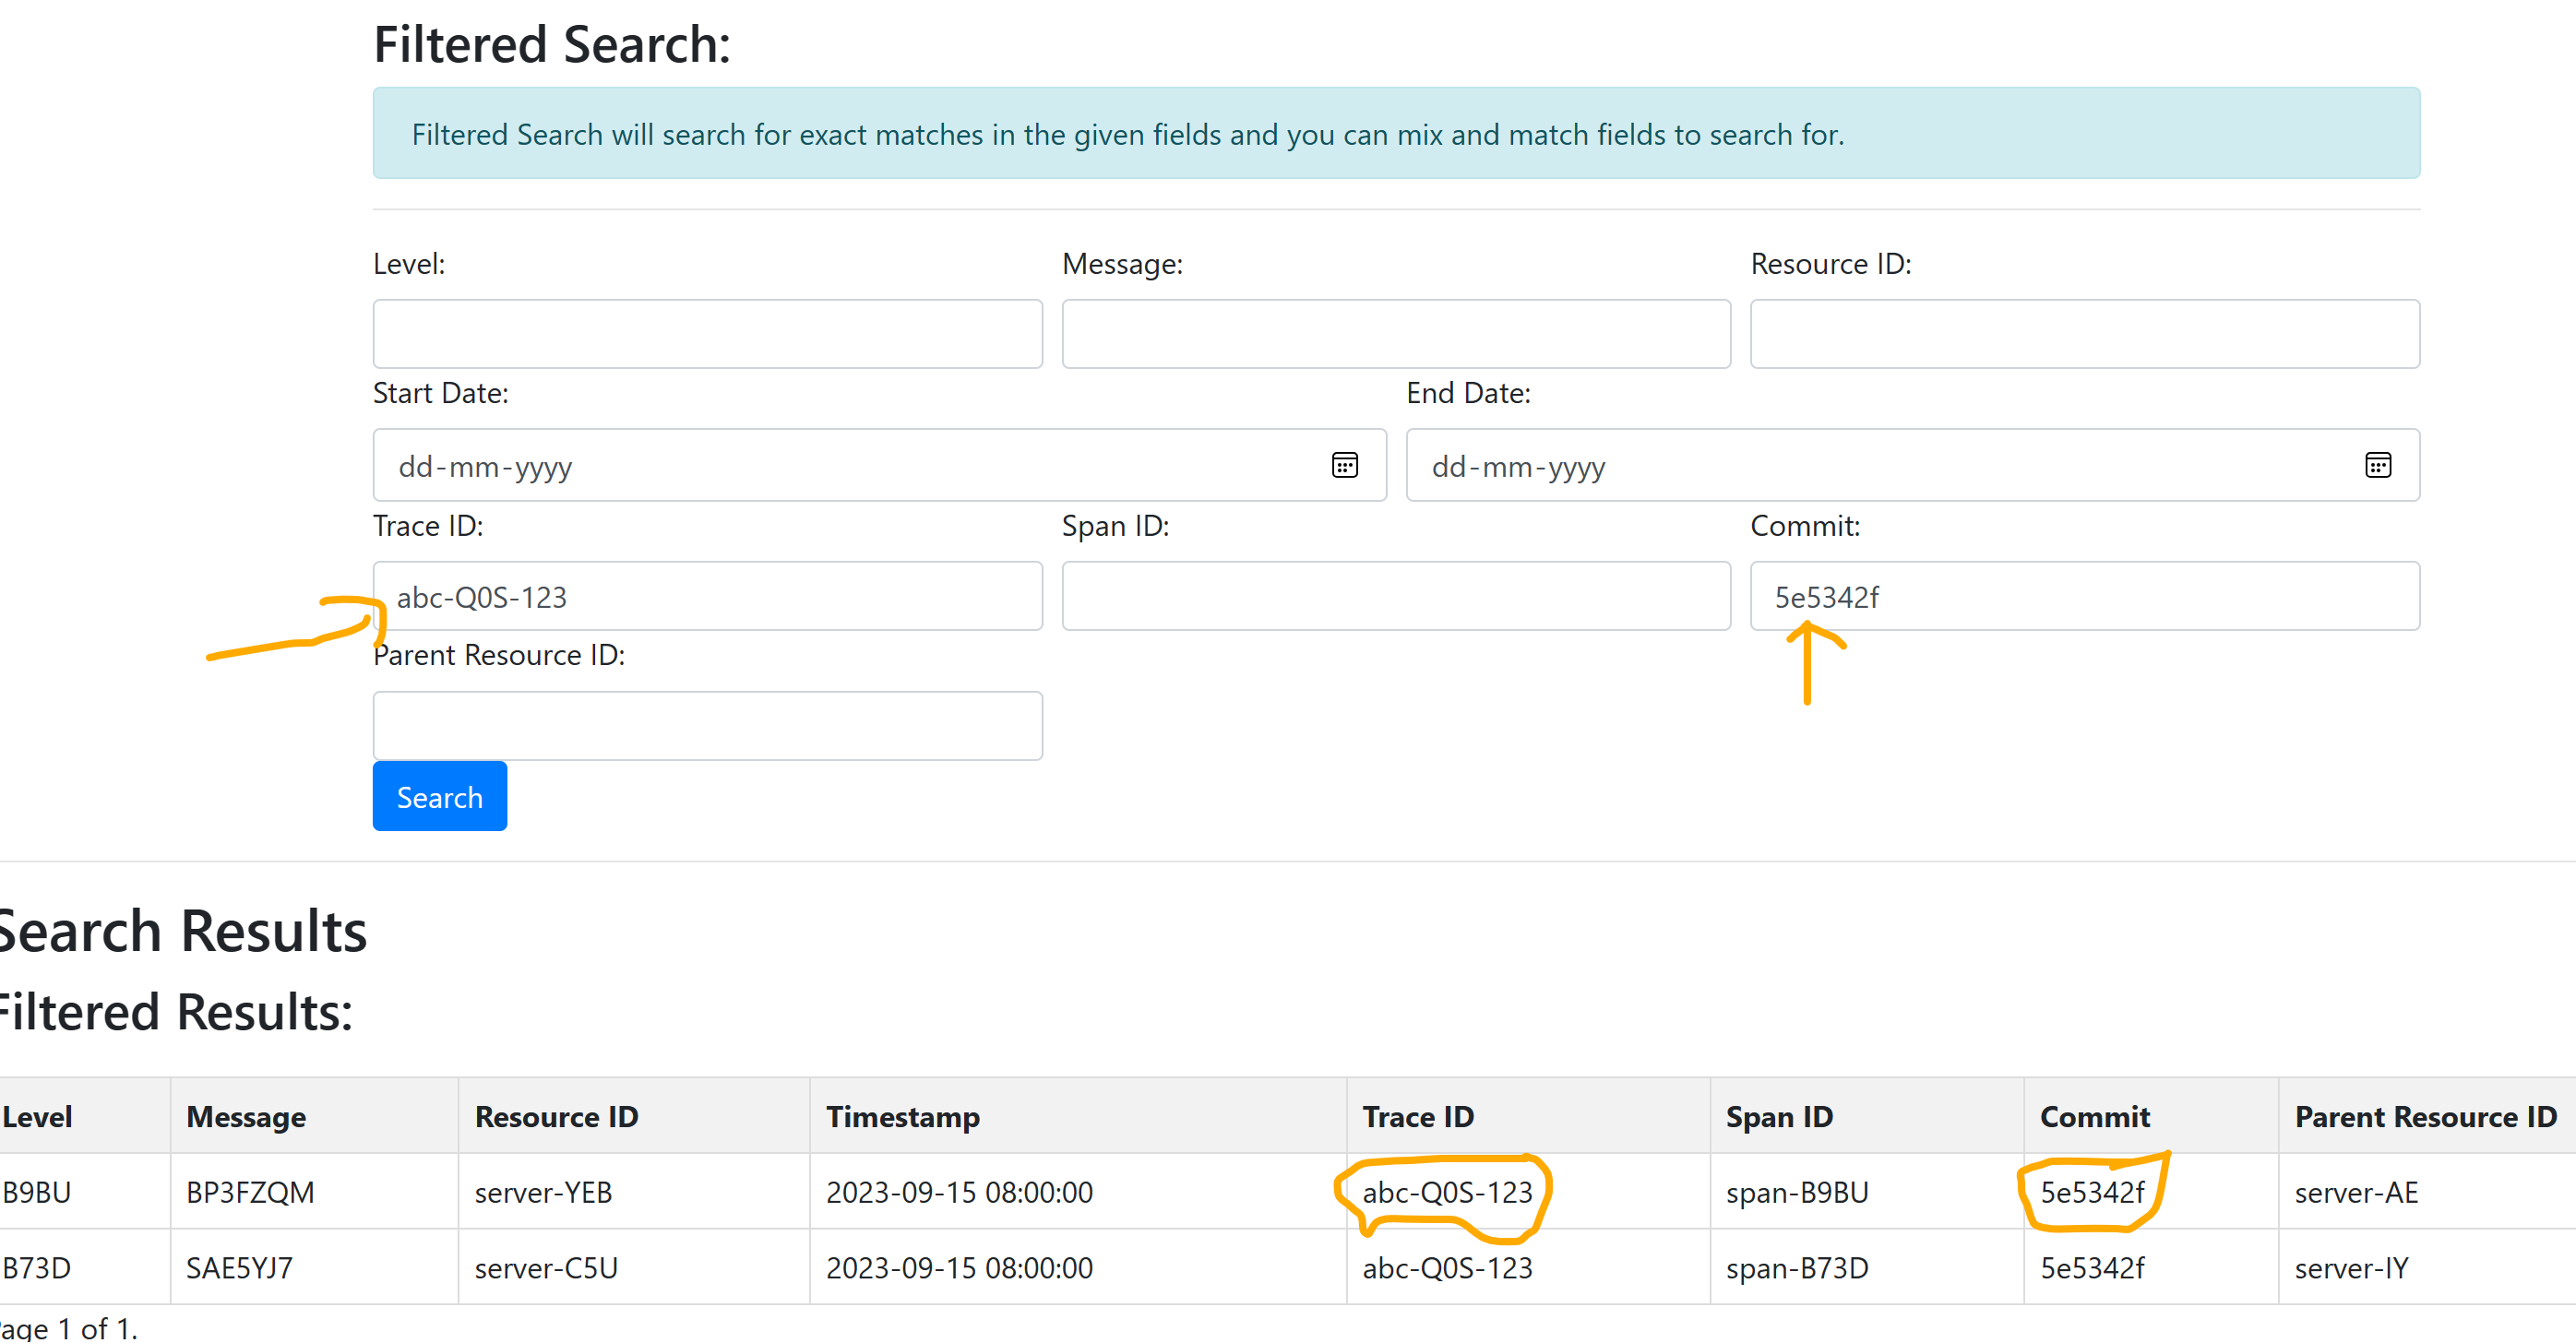 Filtered Search:
Filtered Search will search for exact matches in the given fields and you can mix and match fields to search for.
Level: Message: Resource ID:
Start Date: End Date:
dd-mm-yyyy dd-mm-yyyy
Trace ID: Span ID: Commit:
abc-Q0S-123 5e5342f
Parent Resource ID:
Search
Search Results
Filtered Results:
Level Message Resource ID Timestamp Trace ID Span ID Commit Parent Resource ID
B9BU BP3FZQM server-YEB 2023-09-15 08:00:00 abc-Q0S-123 span-B9BU 5e5342f server-AE
B73D SAE5YJ7 server-C5U 2023-09-15 08:00:00 abc-Q0S-123 span-B73D 5e5342f server-IY
Page 1 of 1.